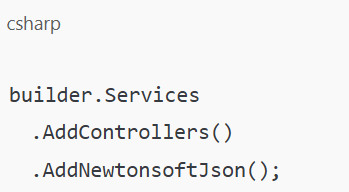 csharp
builder.Services
.AddControllers()
.AddNewtonsoftJson();